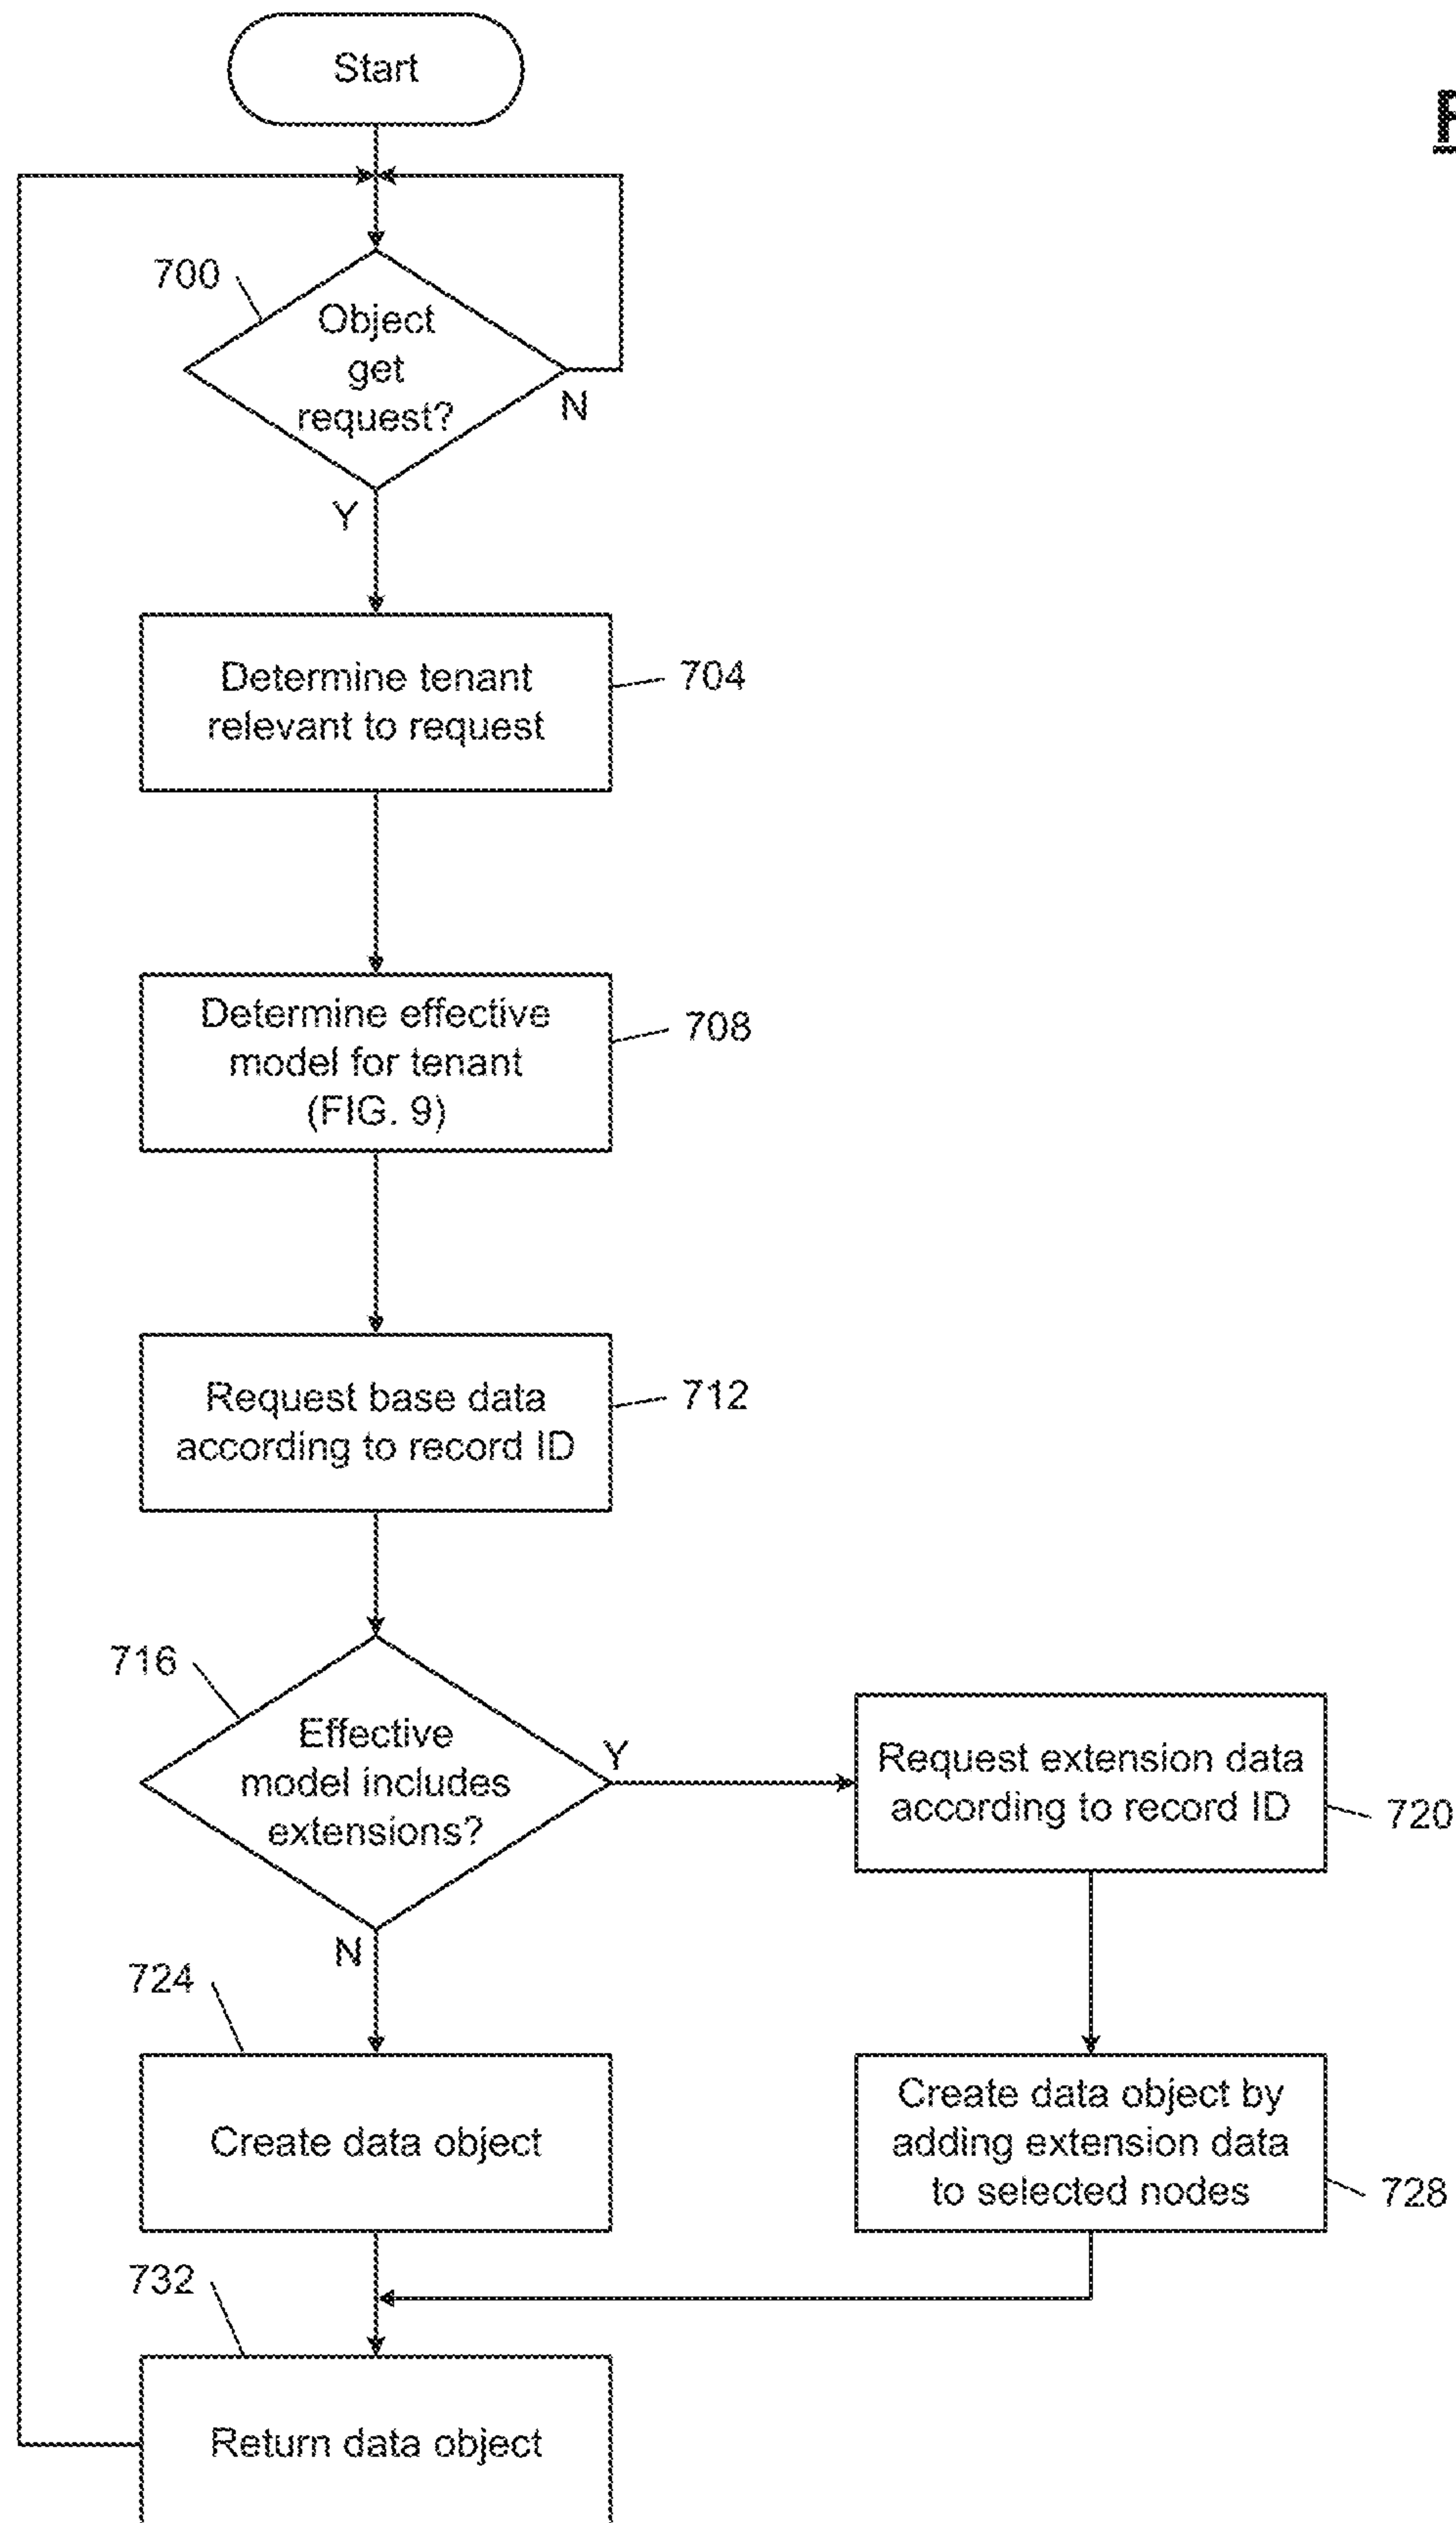 Start
700
Object
get
request?
N
Y
Determine tenant
relevant to request
704
Determine effective
model for tenant
(FIG. 9)
708
Request base data
according to record ID
712
716
Effective
model includes
extensions?
Y
N
Request extension data
according to record ID
720
724
Create data object
Create data object by
adding extension data
to selected nodes
728
732
Return data object